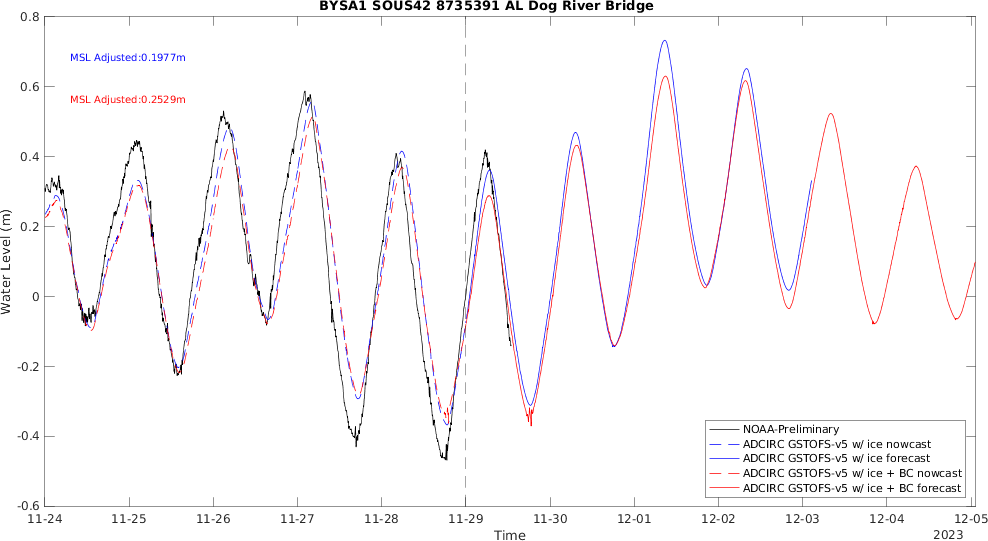 BYSA1 SOUS42 8735391 AL Dog River Bridge
MSL Adjusted:0.1977m
MSL Adjusted:0.2529m
Water Level (m)
0.8
0.6
0.4
0.2
0
-0.2
-0.4
-0.6
NOAA-Preliminary
ADCIRC GSTOFS-v5 w/ ice nowcast
ADCIRC GSTOFS-v5 w/ ice forecast
ADCIRC GSTOFS-v5 w/ ice + BC nowcast
ADCIRC GSTOFS-v5 w/ ice + BC forecast
11-24 11-25 11-26 11-27 11-28 11-29 11-30 12-01 12-02 12-03 12-04 12-05
Time
2023